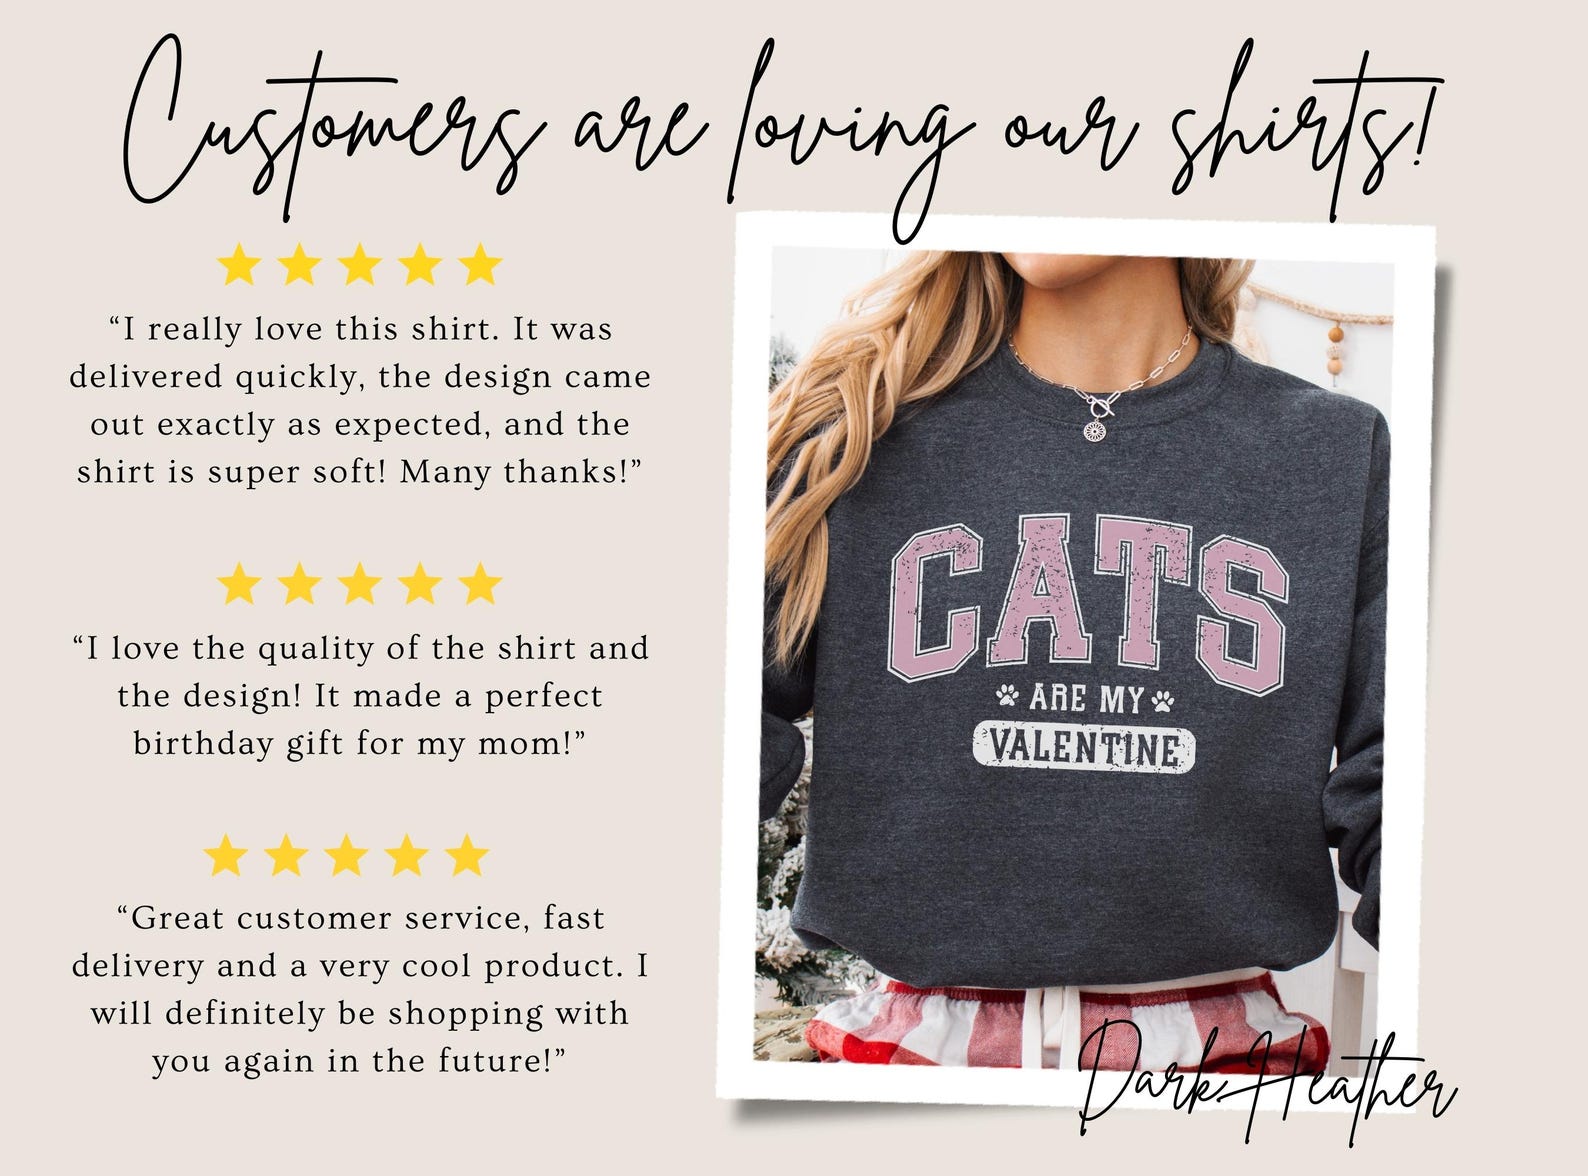 Customers are loving our shirts!
“I really love this shirt. It was
delivered quickly, the design came
out exactly as expected, and the
shirt is super soft! Many thanks!”
“I love the quality of the shirt and
the design! It made a perfect
birthday gift for my mom!”
“Great customer service, fast
delivery and a very cool product. I
will definitely be shopping with
you again in the future!”
CATS
ARE MY
VALENTINE
Dark Heather